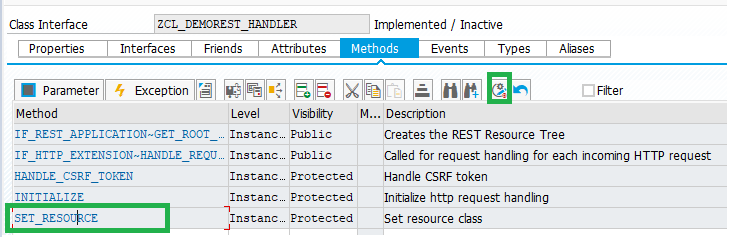 Class Interface ZCL_DEMOREST_HANDLER Implemented / Inactive
Properties Interfaces Friends Attributes Methods Events Types Aliases
Parameter Exception Filter
Method Level Visibility M... Description
IF_REST_APPLICATION~GET_ROOT_... Instanc... Public Creates the REST Resource Tree
IF_HTTP_EXTENSION~HANDLE_REQU... Instanc... Public Called for request handling for each incoming HTTP request
HANDLE_CSRF_TOKEN Instanc... Protected Handle CSRF token
INITIALIZE Instanc... Protected Initialize http request handling
SET_RESOURCE Instanc... Protected Set resource class